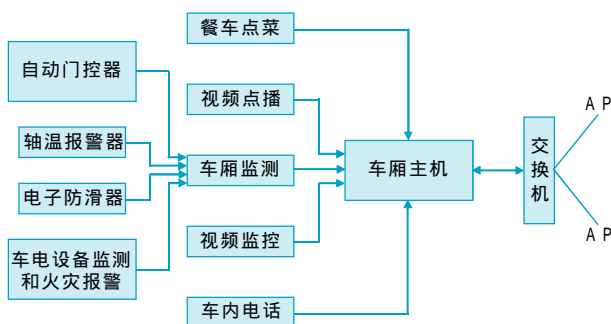 餐车点菜
自动门控器
视频点播
A P
轴温报警器
车厢监测
车厢主机
交换机
电子防滑器
A P
视频监控
车电设备监测
和火灾报警
车内电话